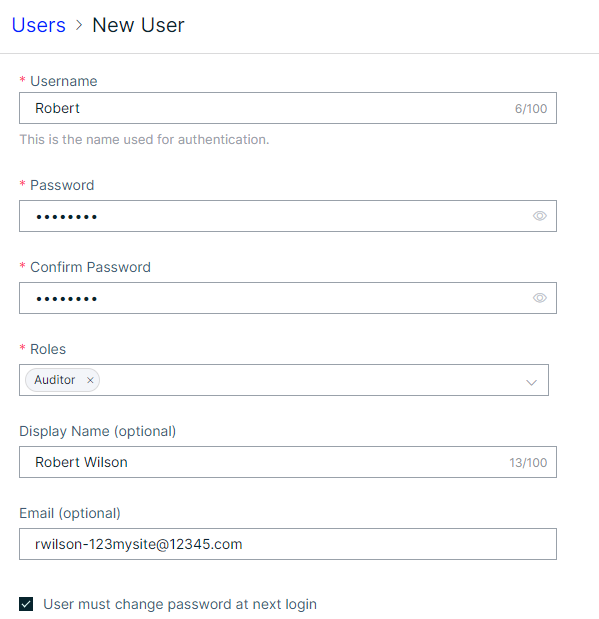 Users > New User
* Username
Robert 6/100
This is the name used for authentication.
* Password
••••••••
* Confirm Password
••••••••
* Roles
Auditor ×
Display Name (optional)
Robert Wilson 13/100
Email (optional)
rwilson-123mysite@12345.com
User must change password at next login